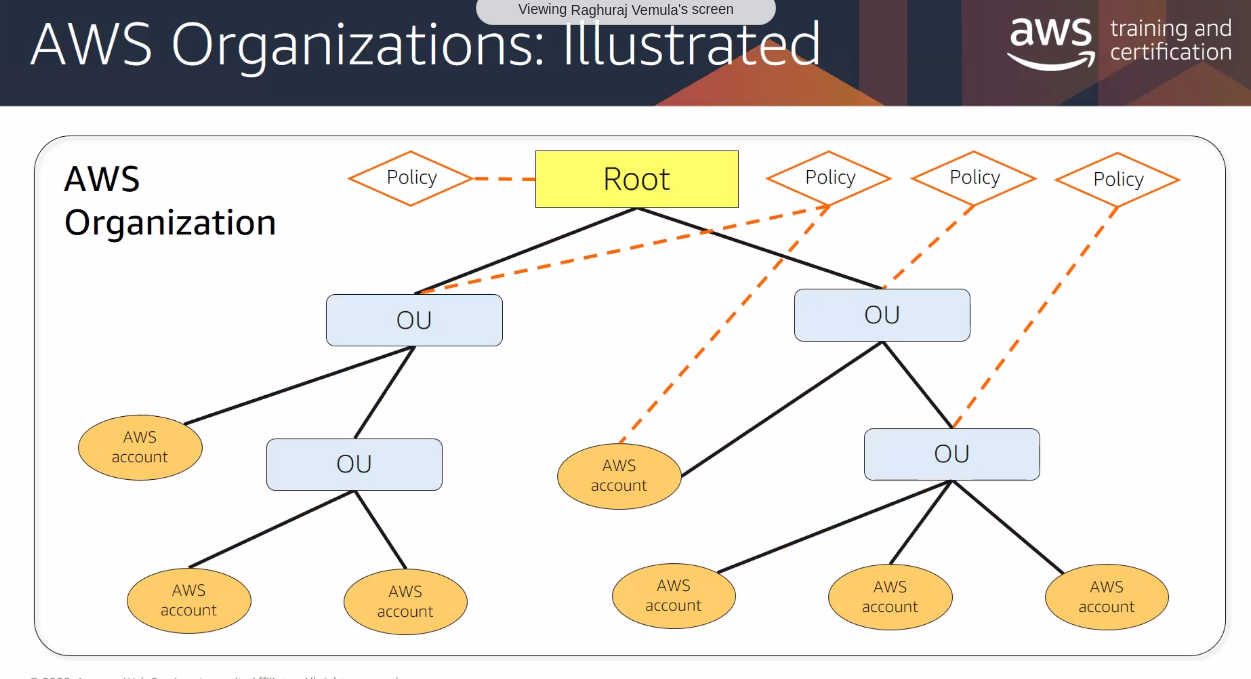 Viewing Raghuraj Vemula's screen
AWS Organizations: Illustrated
aws training and
certification
AWS
Organization
Policy
Root
Policy
Policy
Policy
OU
OU
AWS
account
OU
AWS
account
OU
AWS
account
AWS
account
AWS
account
AWS
account
AWS
account